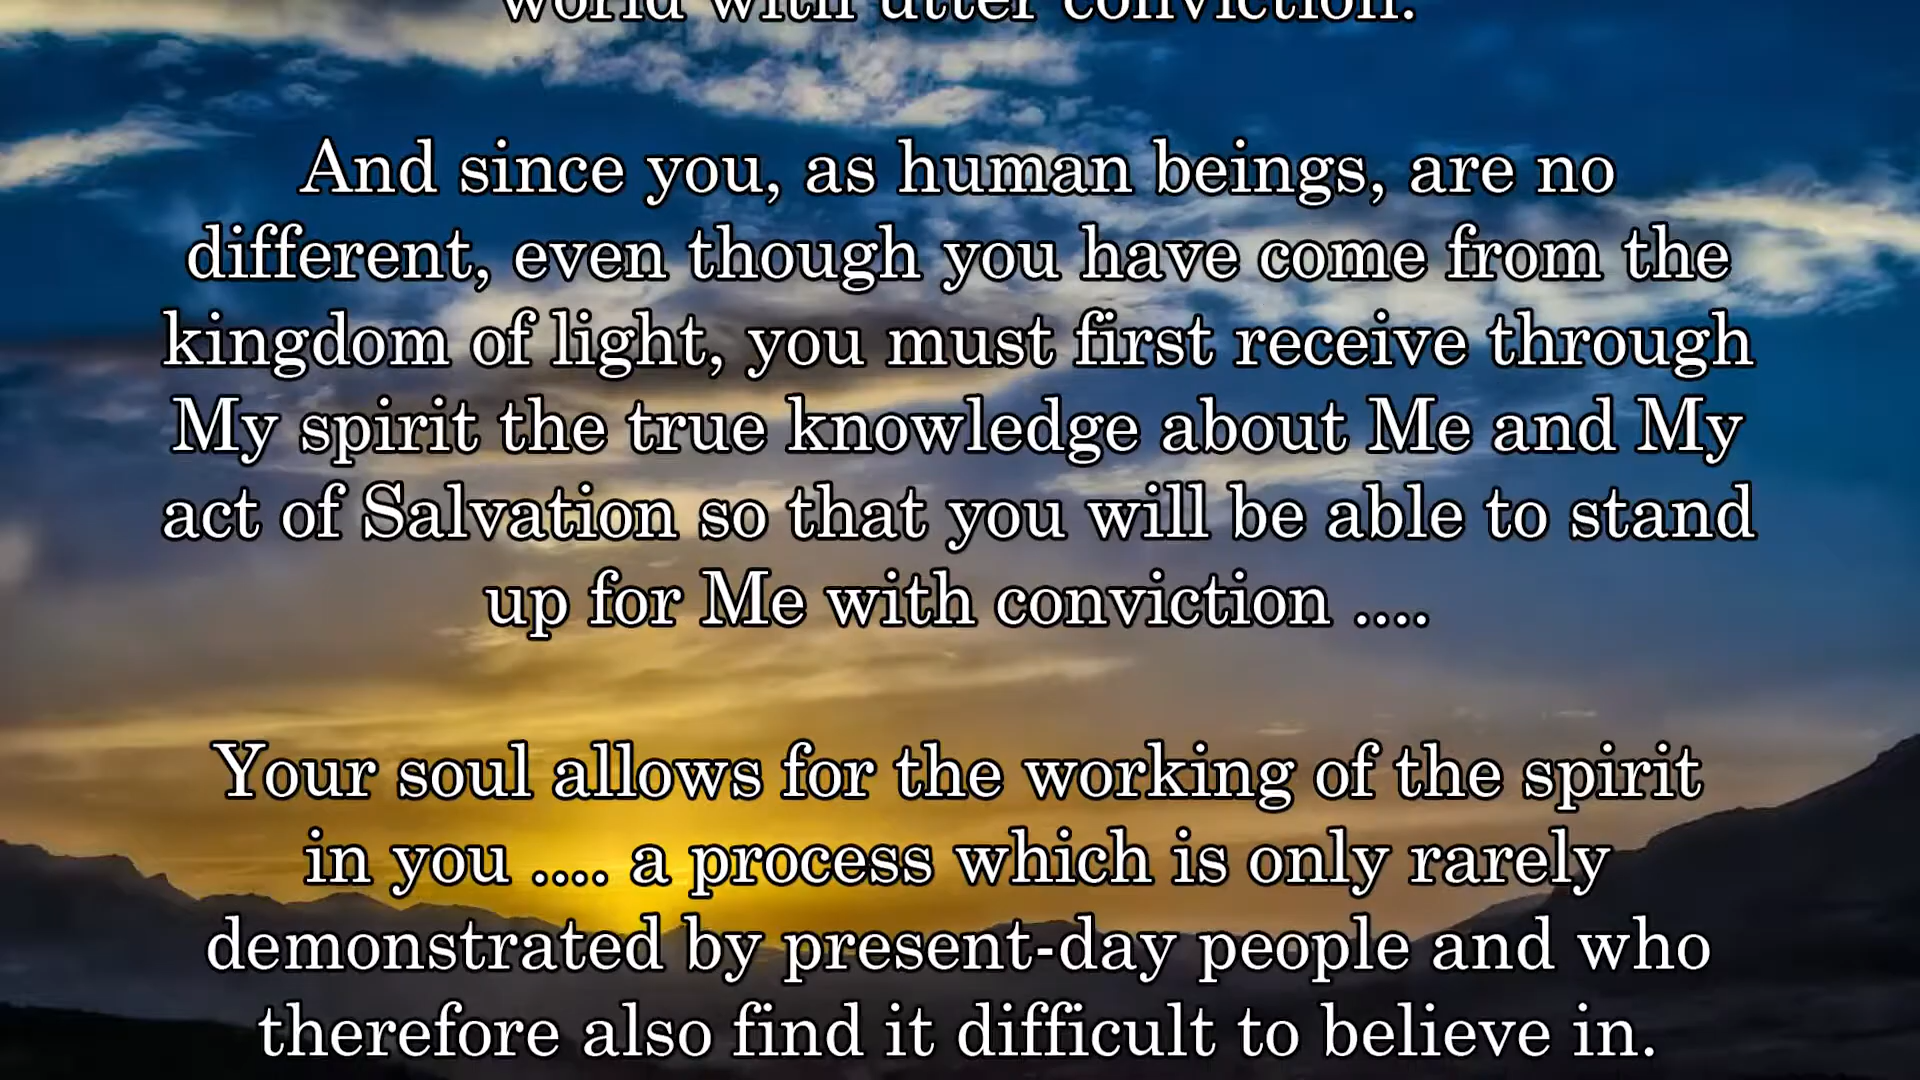 world with utter conviction.
And since you, as human beings, are no
different, even though you have come from the
kingdom of light, you must first receive through
My spirit the true knowledge about Me and My
act of Salvation so that you will be able to stand
up for Me with conviction ....
Your soul allows for the working of the spirit
in you .... a process which is only rarely
demonstrated by present-day people and who
therefore also find it difficult to believe in.